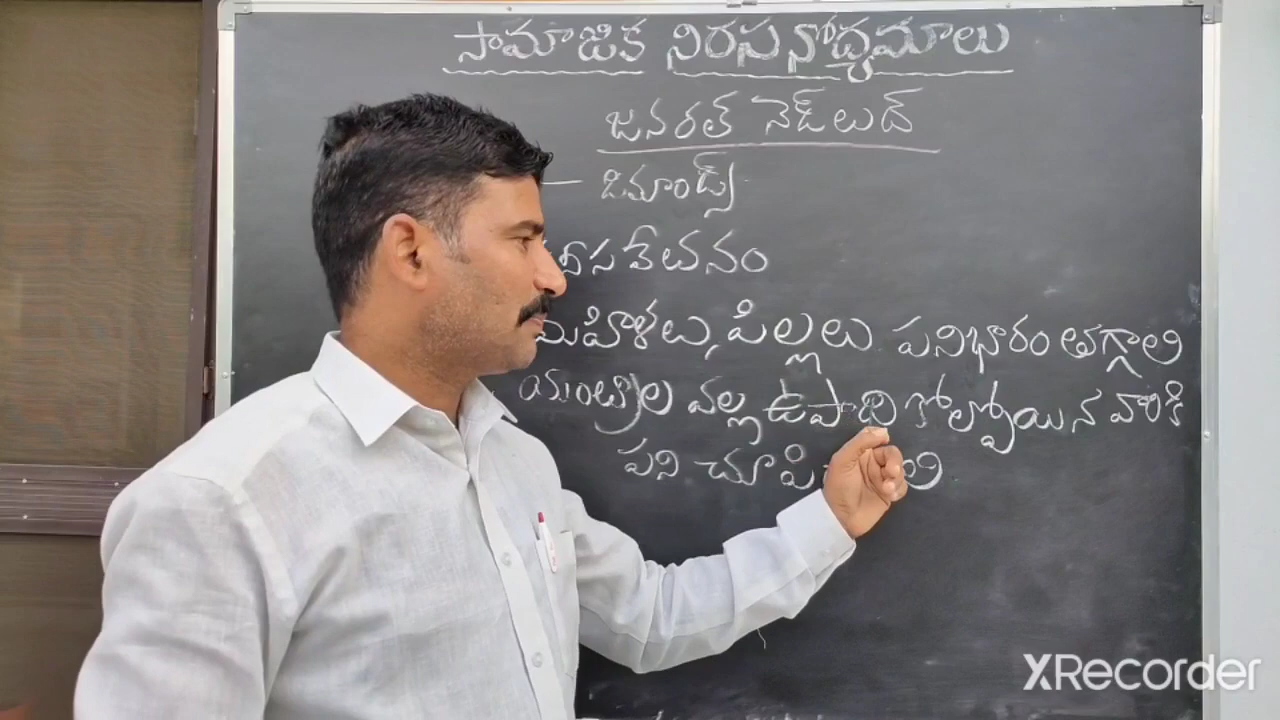 సామాజిక నిరసనోద్యమాలు
జనరల్ నెడ్‌లుడ్
– డిమాండ్స్
వేతనం
మహిళలు, పిల్లలు పనిభారం తగ్గాలి
యంత్రాల వల్ల ఉపాధి కోల్పోయిన వారికి
పని
XRecorder